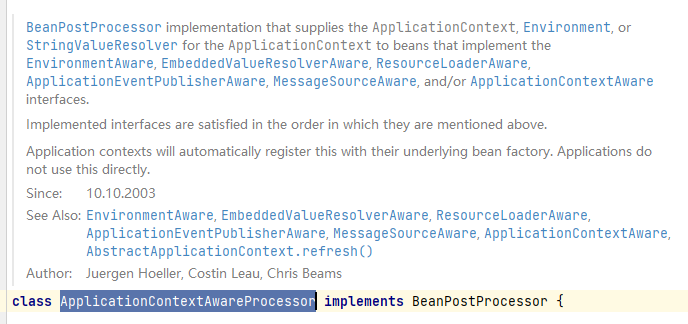 BeanPostProcessor implementation that supplies the ApplicationContext, Environment, or
StringValueResolver for the ApplicationContext to beans that implement the
EnvironmentAware, EmbeddedValueResolverAware, ResourceLoaderAware,
ApplicationEventPublisherAware, MessageSourceAware, and/or ApplicationContextAware
interfaces.
Implemented interfaces are satisfied in the order in which they are mentioned above.
Application contexts will automatically register this with their underlying bean factory. Applications do
not use this directly.
Since: 10.10.2003
See Also: EnvironmentAware, EmbeddedValueResolverAware, ResourceLoaderAware,
ApplicationEventPublisherAware, MessageSourceAware, ApplicationContextAware,
AbstractApplicationContext.refresh()
Author: Juergen Hoeller, Costin Leau, Chris Beams
class ApplicationContextAwareProcessor implements BeanPostProcessor {